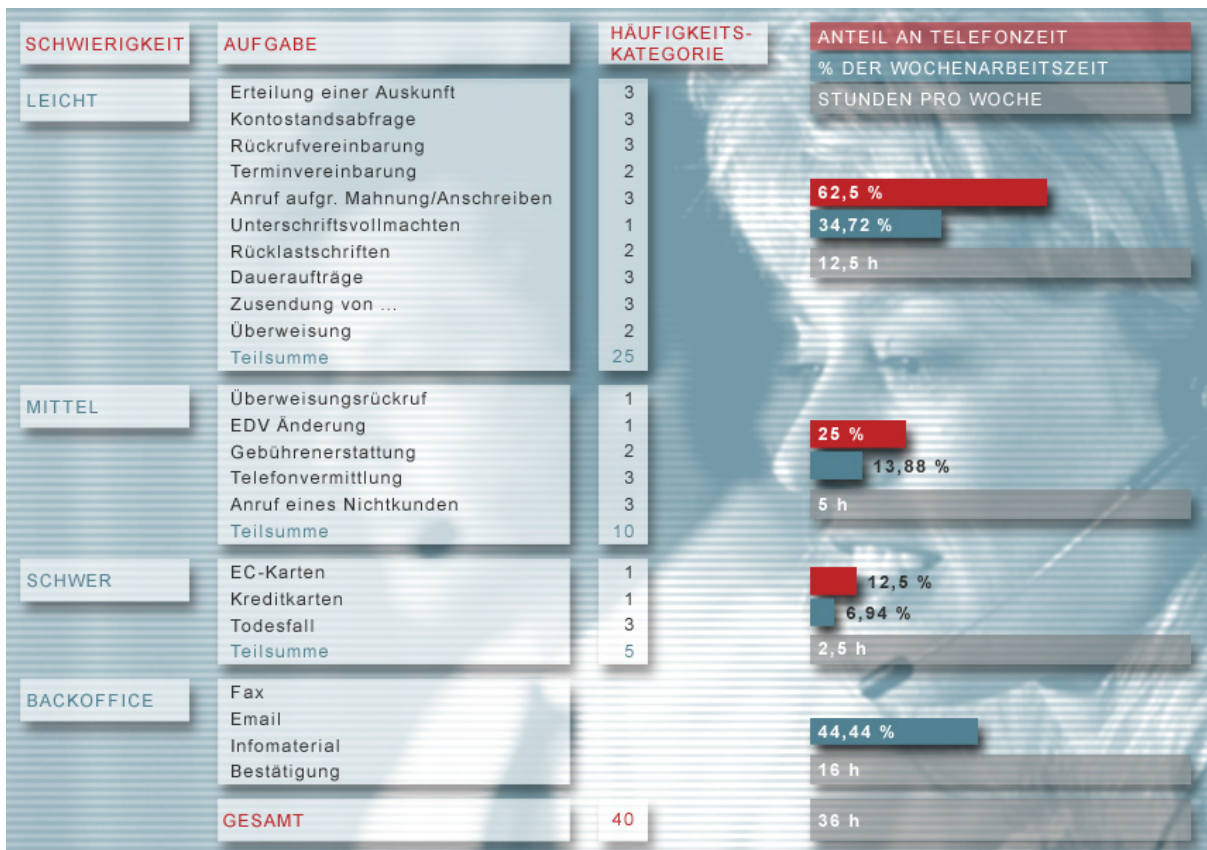 SCHWIERIGKEIT
AUFGABE
HÄUFIGKEITS-
KATEGORIE
ANTEIL AN TELEFONZEIT
% DER WOCHENARBEITSZEIT
STUNDEN PRO WOCHE
LEICHT
Erteilung einer Auskunft 3
Kontostandsabfrage 3
Rückrufvereinbarung 3
Terminvereinbarung 2
Anruf aufgr. Mahnung/Anschreiben 3
Unterschriftsvollmachten 1
Rücklastschriften 2
Daueraufträge 3
Zusendung von ... 3
Überweisung 2
Teilsumme 25
62,5 %
34,72 %
12,5 h
MITTEL
Überweisungsrückruf 1
EDV Änderung 1
Gebührenerstattung 2
Telefonvermittlung 3
Anruf eines Nichtkunden 3
Teilsumme 10
25 %
13,88 %
5 h
SCHWER
EC-Karten 1
Kreditkarten 1
Todesfall 3
Teilsumme 5
12,5 %
6,94 %
2,5 h
BACKOFFICE
Fax
Email
Infomaterial
Bestätigung
44,44 %
16 h
GESAMT 40 36 h